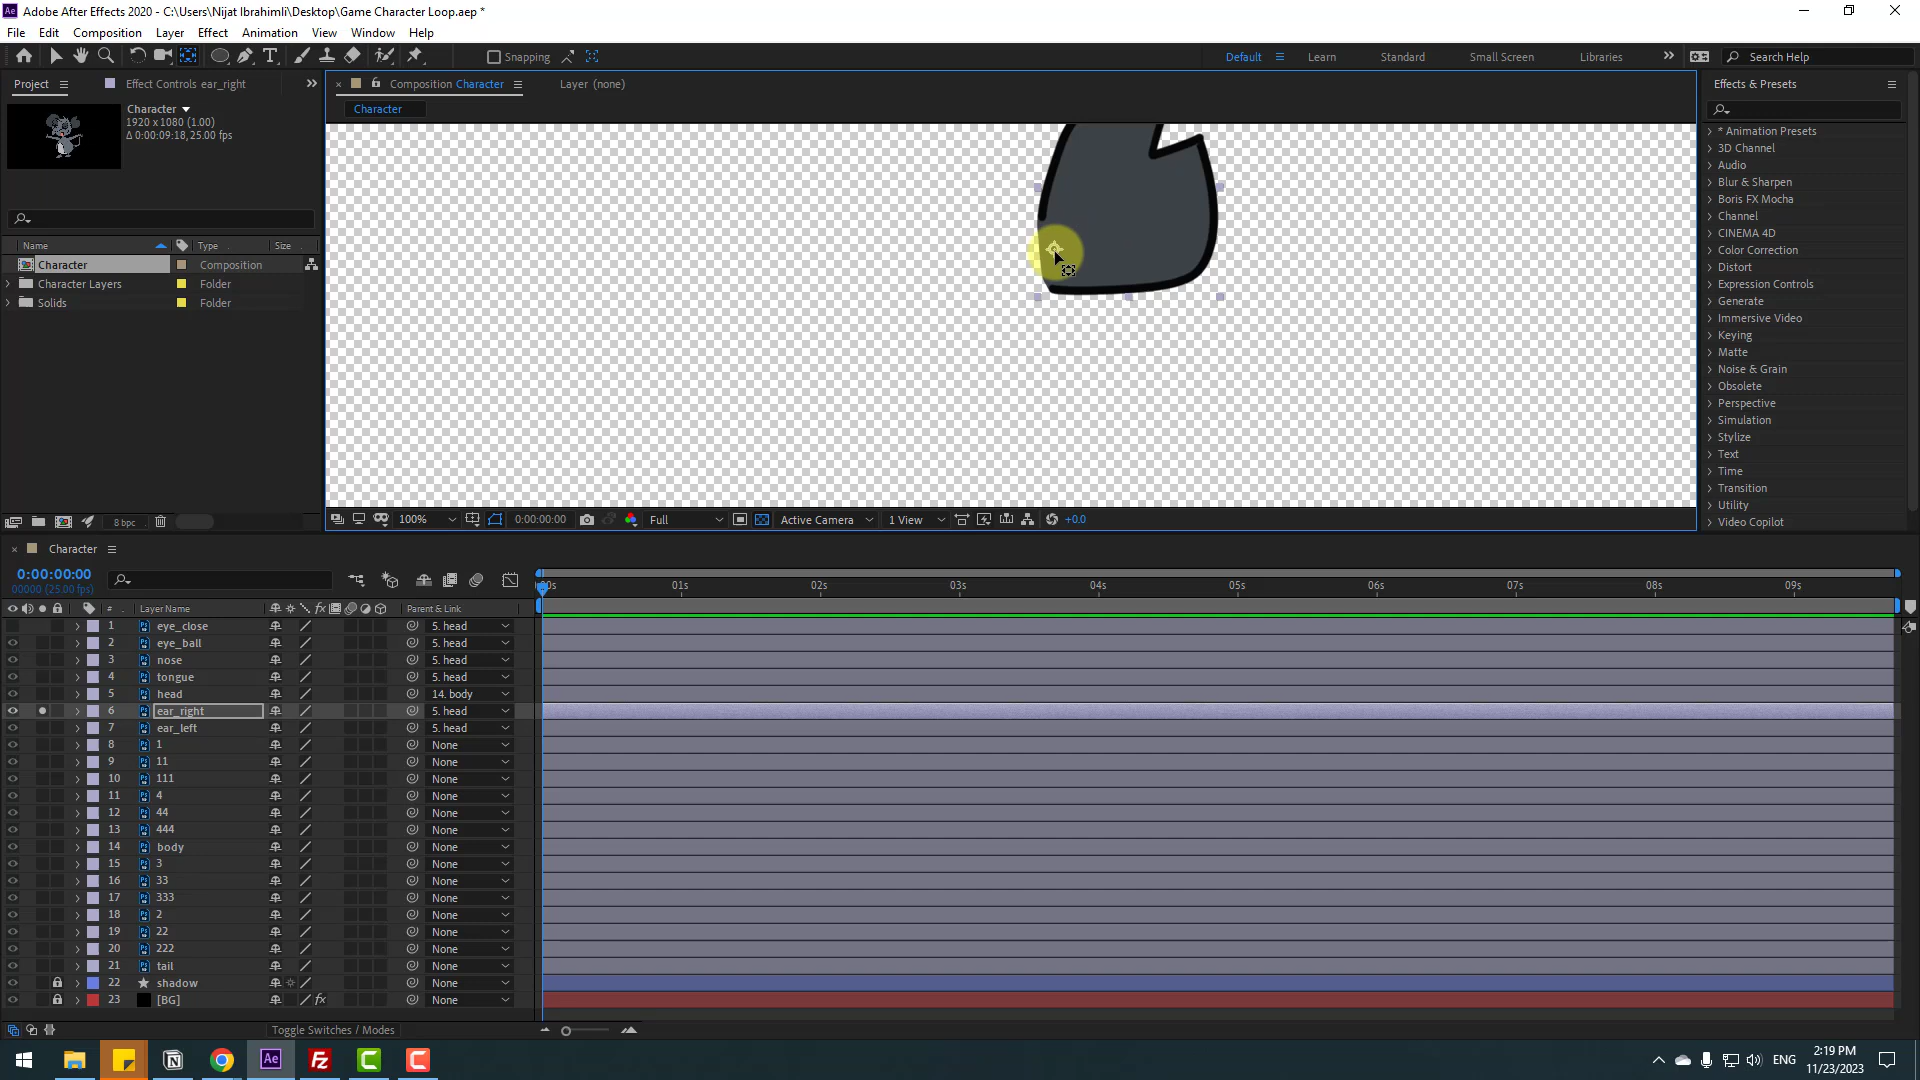 Adobe After Effects 2020 - C:\Users\Nijat Ibrahimli\Desktop\Game Character Loop.aep *
File Edit Composition Layer Effect Animation View Window Help
Snapping
Default Learn Standard Small Screen Libraries Search Help
Project Effect Controls ear_right
Composition Character Layer (none)
Effects & Presets
Character
1920 x 1080 (1.00)
Δ 0:00:09:18, 25.00 fps
Character
Name Type Size
Character Composition
Character Layers Folder
Solids Folder
* Animation Presets
3D Channel
Audio
Blur & Sharpen
Boris FX Mocha
Channel
CINEMA 4D
Color Correction
Distort
Expression Controls
Generate
Immersive Video
Keying
Matte
Noise & Grain
Obsolete
Perspective
Simulation
Stylize
Text
Time
Transition
Utility
Video Copilot
8 bpc
100% 0:00:00:00 Full Active Camera 1 View +0.0
Character
0:00:00:00
00000 (25.00 fps)
00s 01s 02s 03s 04s 05s 06s 07s 08s 09s
# Layer Name fx Parent & Link
1 eye_close 5. head
2 eye_ball 5. head
3 nose 5. head
4 tongue 5. head
5 head 14. body
6 ear_right 5. head
7 ear_left 5. head
8 1 None
9 11 None
10 111 None
11 4 None
12 44 None
13 444 None
14 body None
15 3 None
16 33 None
17 333 None
18 2 None
19 22 None
20 222 None
21 tail None
22 shadow None
23 [BG] fx None
Toggle Switches / Modes
ENG
2:19 PM
11/23/2023